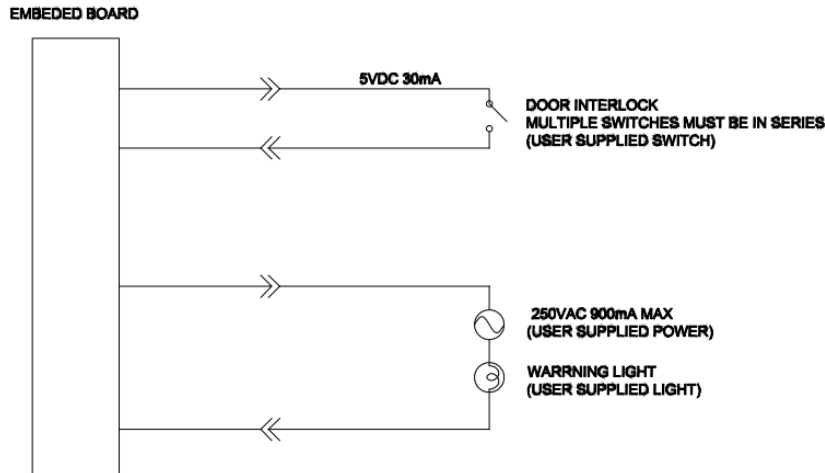 EMBEDED BOARD
5VDC 30mA
DOOR INTERLOCK
MULTIPLE SWITCHES MUST BE IN SERIES
(USER SUPPLIED SWITCH)
250VAC 900mA MAX
(USER SUPPLIED POWER)
WARRNING LIGHT
(USER SUPPLIED LIGHT)